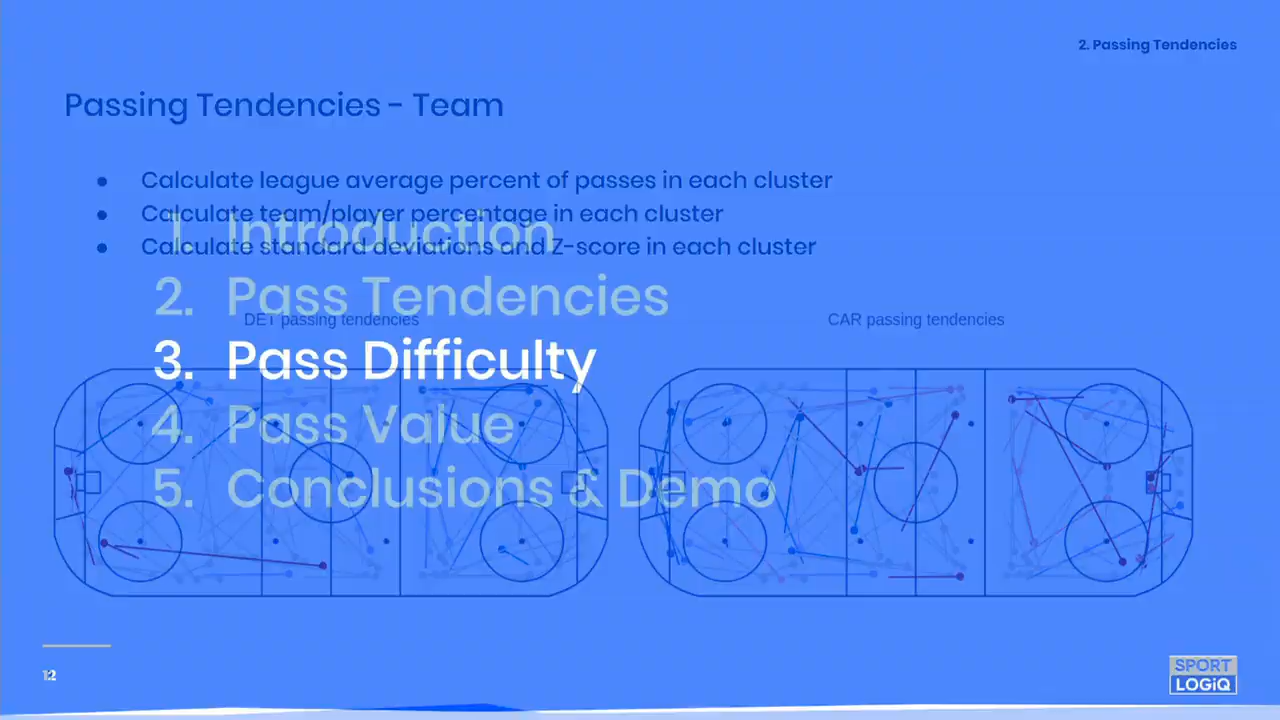 2. Passing Tendencies
Passing Tendencies - Team
● Calculate league average percent of passes in each cluster
● Calculate team/player percentage in each cluster
● Calculate standard deviations and Z-score in each cluster
1. Introduction
2. Pass Tendencies
3. Pass Difficulty
4. Pass Value
5. Conclusions & Demo
DET passing tendencies
CAR passing tendencies
SPORT
LOGiQ